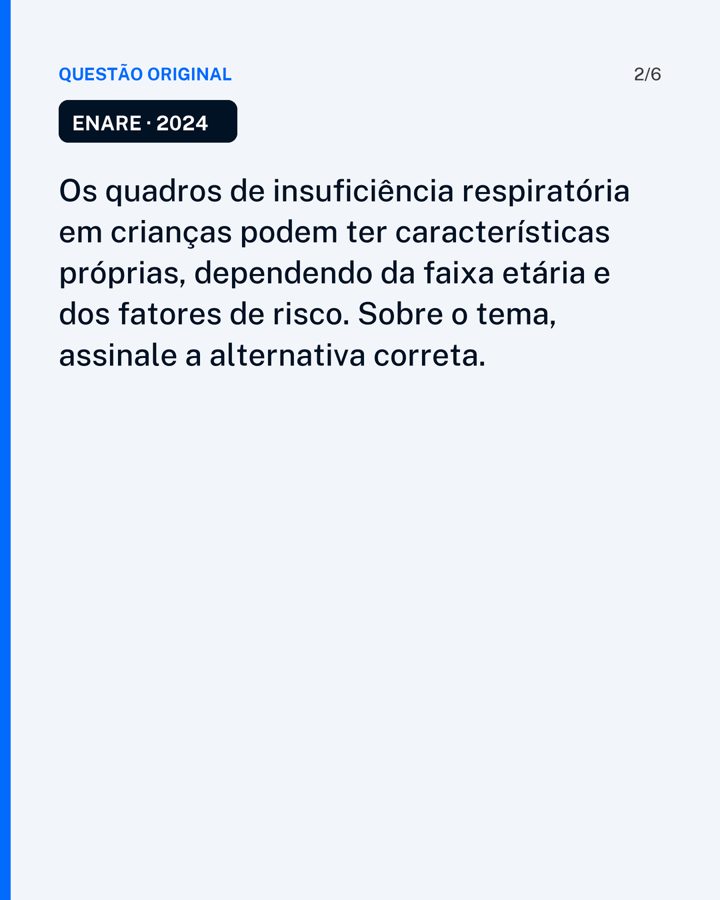 QUESTÃO ORIGINAL
2/6
ENARE · 2024
Os quadros de insuficiência respiratória
em crianças podem ter características
próprias, dependendo da faixa etária e
dos fatores de risco. Sobre o tema,
assinale a alternativa correta.